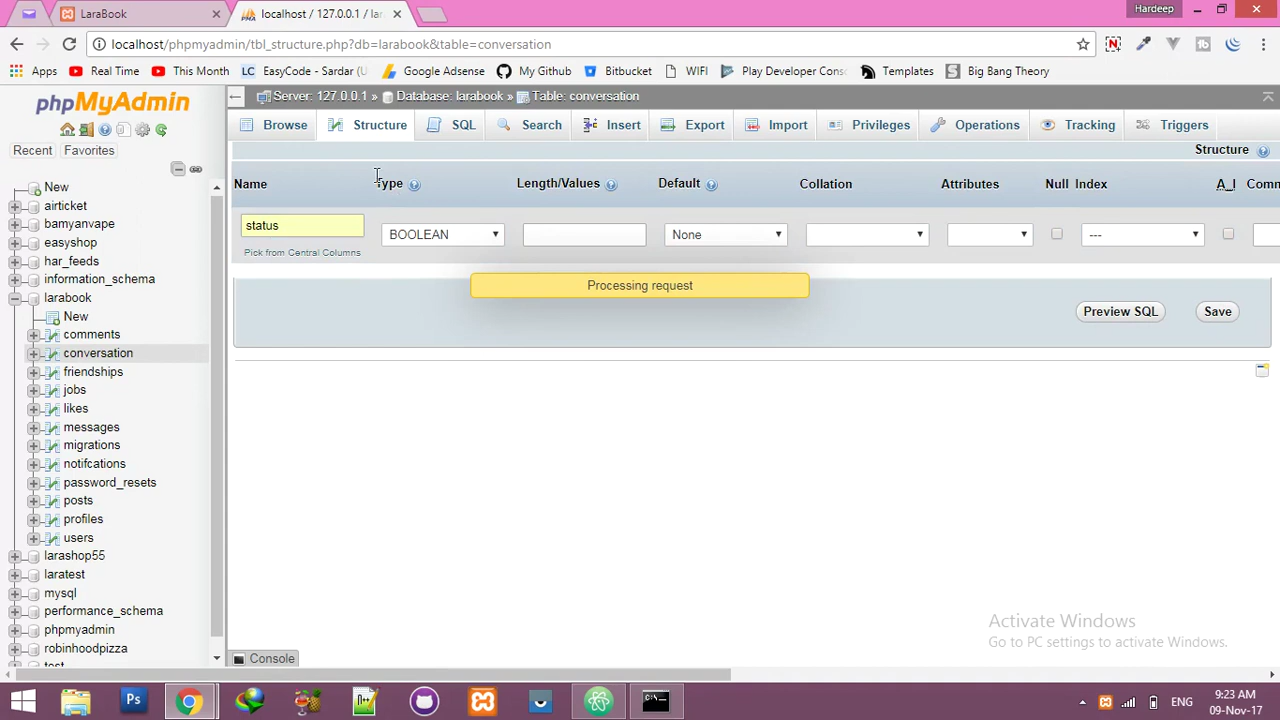 LaraBook
localhost / 127.0.0.1 / lar
Hardeep
localhost/phpmyadmin/tbl_structure.php?db=larabook&table=conversation
Apps
Real Time
This Month
EasyCode - Sardar (U
Google Adsense
My Github
Bitbucket
WIFI
Play Developer Cons
Templates
Big Bang Theory
phpMyAdmin
Server: 127.0.0.1 » Database: larabook » Table: conversation
Browse
Structure
SQL
Search
Insert
Export
Import
Privileges
Operations
Tracking
Triggers
Recent
Favorites
Structure
Name
Type
Length/Values
Default
Collation
Attributes
Null
Index
A_I
Comm
status
BOOLEAN
None
---
Pick from Central Columns
Processing request
Preview SQL
Save
New
airticket
bamyanvape
easyshop
har_feeds
information_schema
larabook
New
comments
conversation
friendships
jobs
likes
messages
migrations
notifcations
password_resets
posts
profiles
users
larashop55
laratest
mysql
performance_schema
phpmyadmin
robinhoodpizza
test
Console
Activate Windows
Go to PC settings to activate Windows.
Ps
ENG
9:23 AM
09-Nov-17